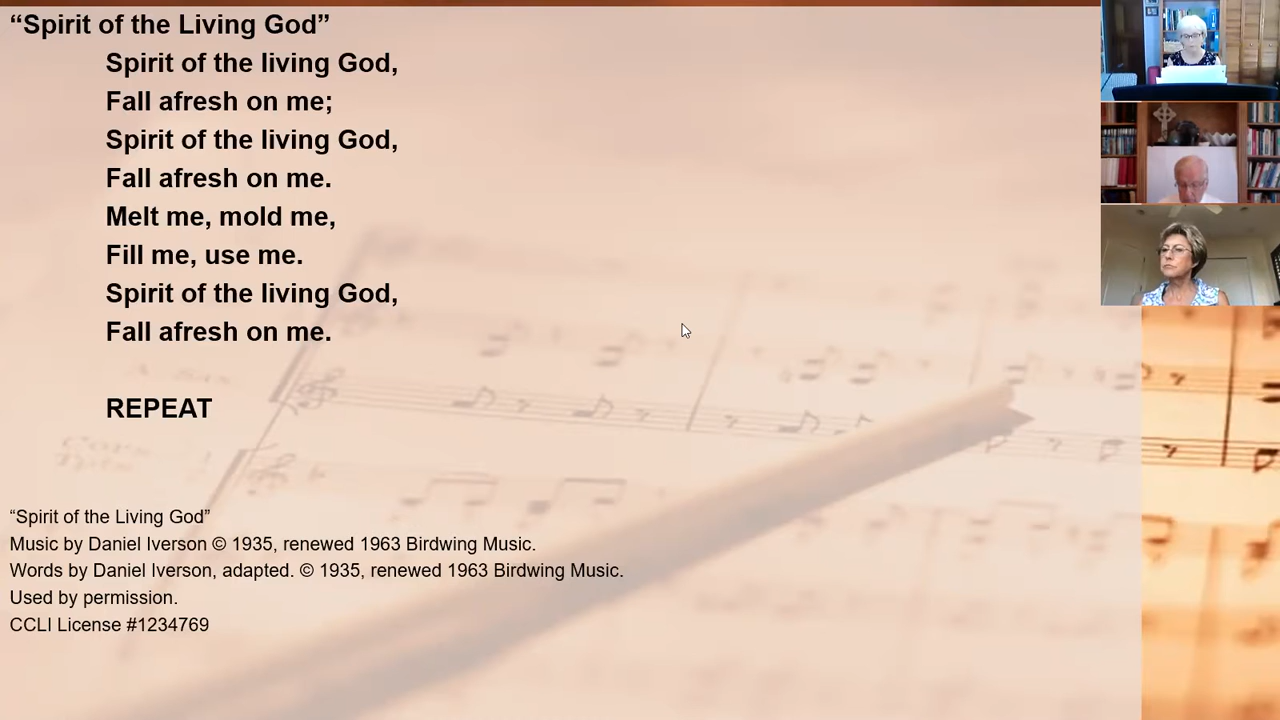 “Spirit of the Living God”
Spirit of the living God,
Fall afresh on me;
Spirit of the living God,
Fall afresh on me.
Melt me, mold me,
Fill me, use me.
Spirit of the living God,
Fall afresh on me.
REPEAT
“Spirit of the Living God”
Music by Daniel Iverson © 1935, renewed 1963 Birdwing Music.
Words by Daniel Iverson, adapted. © 1935, renewed 1963 Birdwing Music.
Used by permission.
CCLI License #1234769